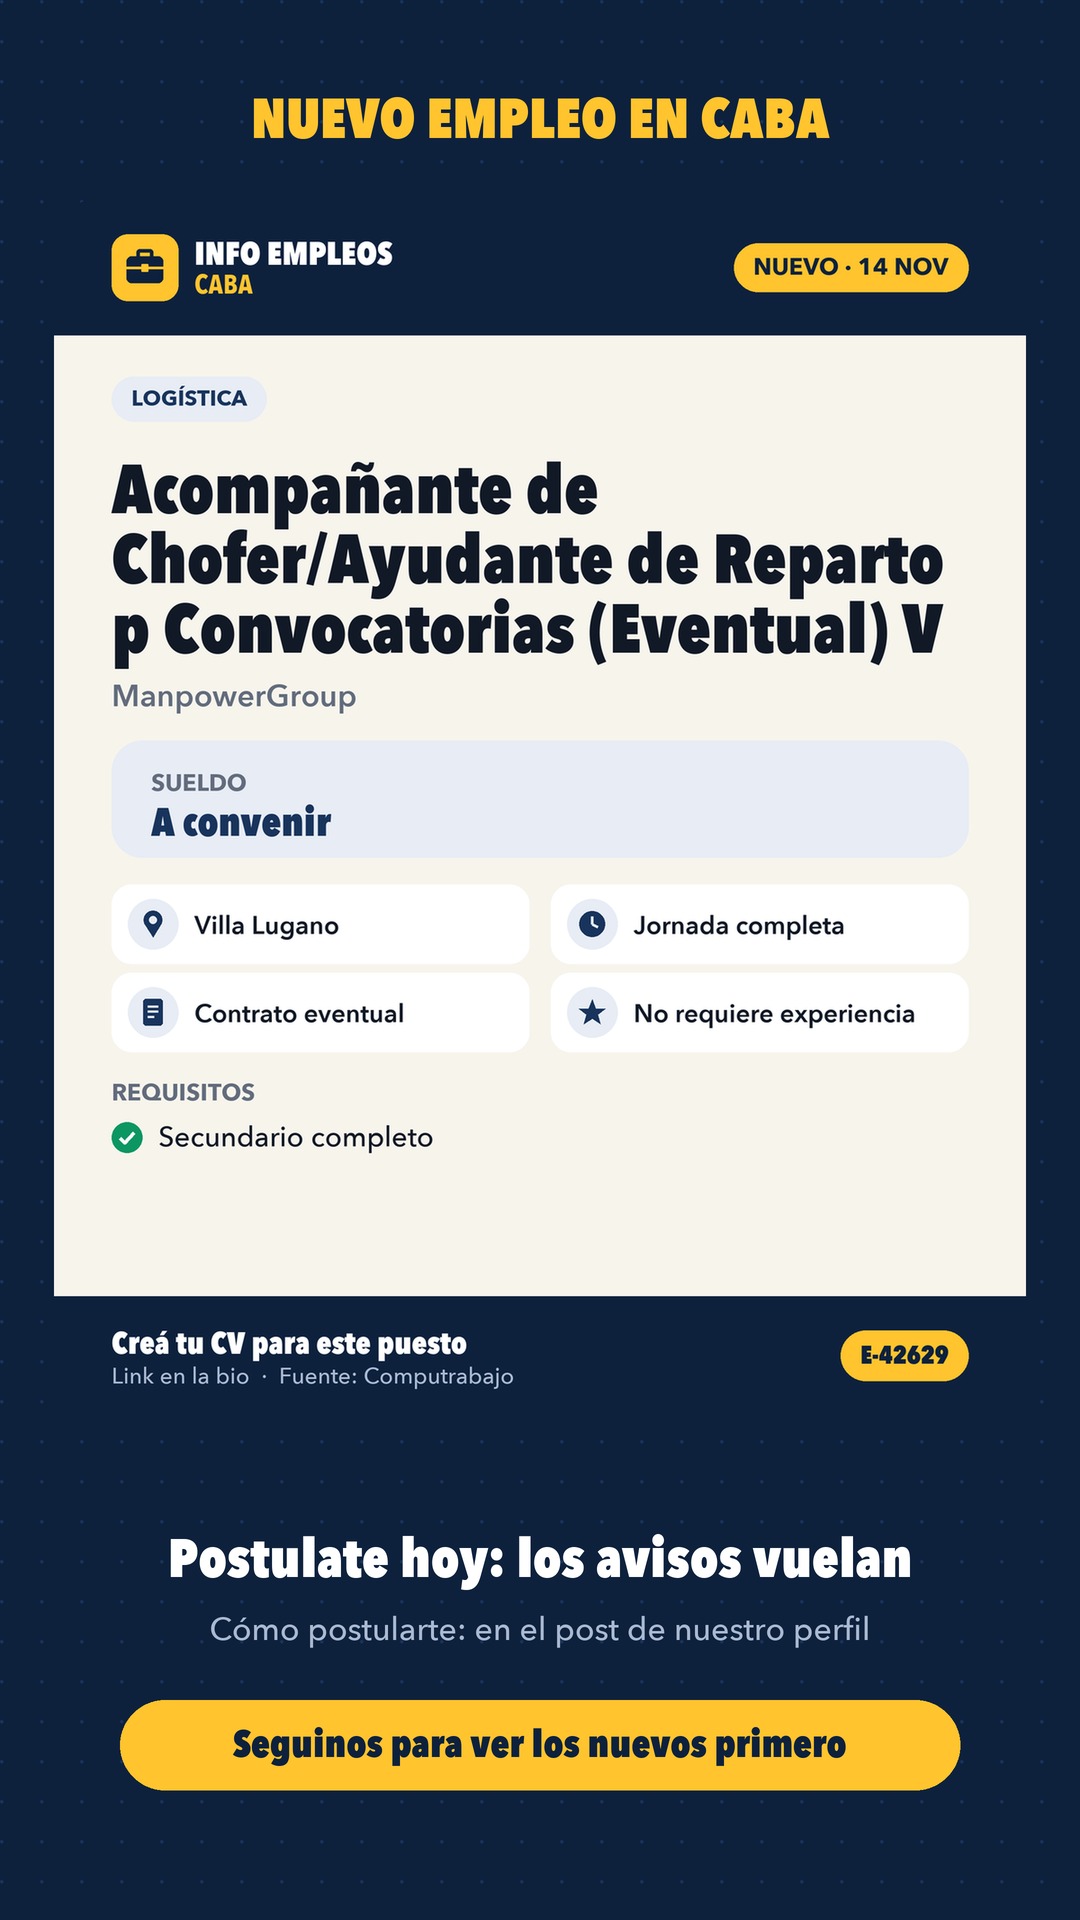 NUEVO EMPLEO EN CABA
INFO EMPLEOS
CABA
NUEVO · 14 NOV
LOGÍSTICA
Acompañante de
Chofer/Ayudante de Reparto
p Convocatorias (Eventual) V
ManpowerGroup
SUELDO
A convenir
Villa Lugano
Jornada completa
Contrato eventual
No requiere experiencia
REQUISITOS
Secundario completo
Creá tu CV para este puesto
Link en la bio · Fuente: Computrabajo
E-42629
Postulate hoy: los avisos vuelan
Cómo postularte: en el post de nuestro perfil
Seguinos para ver los nuevos primero